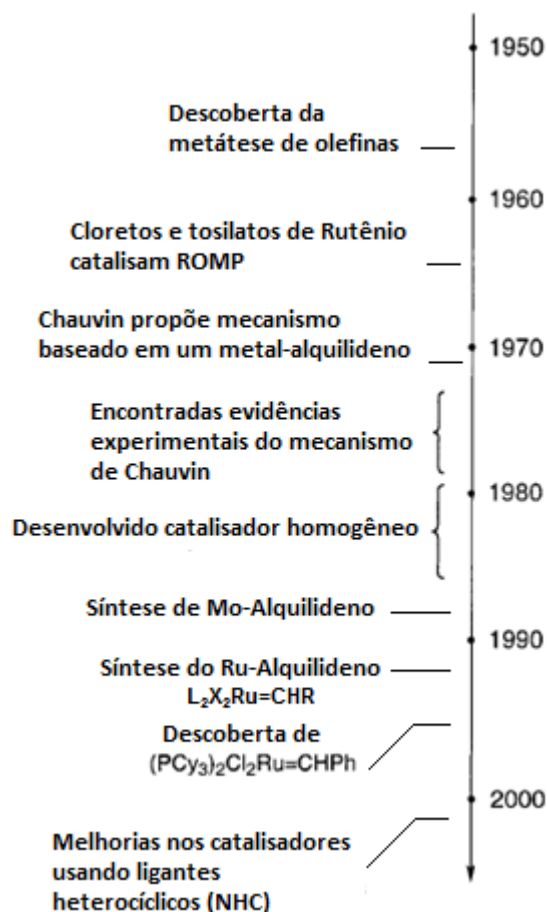 1950
Descoberta da
metátese de olefinas
1960
Cloretos e tosilatos de Rutênio
catalisam ROMP
Chauvin propõe mecanismo
baseado em um metal-alquilideno
1970
Encontradas evidências
experimentais do mecanismo
de Chauvin
1980
Desenvolvido catalisador homogêneo
Síntese de Mo-Alquilideno
1990
Síntese do Ru-Alquilideno
L₂X₂Ru=CHR
Descoberta de
(PCy₃)₂Cl₂Ru=CHPh
2000
Melhorias nos catalisadores
usando ligantes
heterocíclicos (NHC)